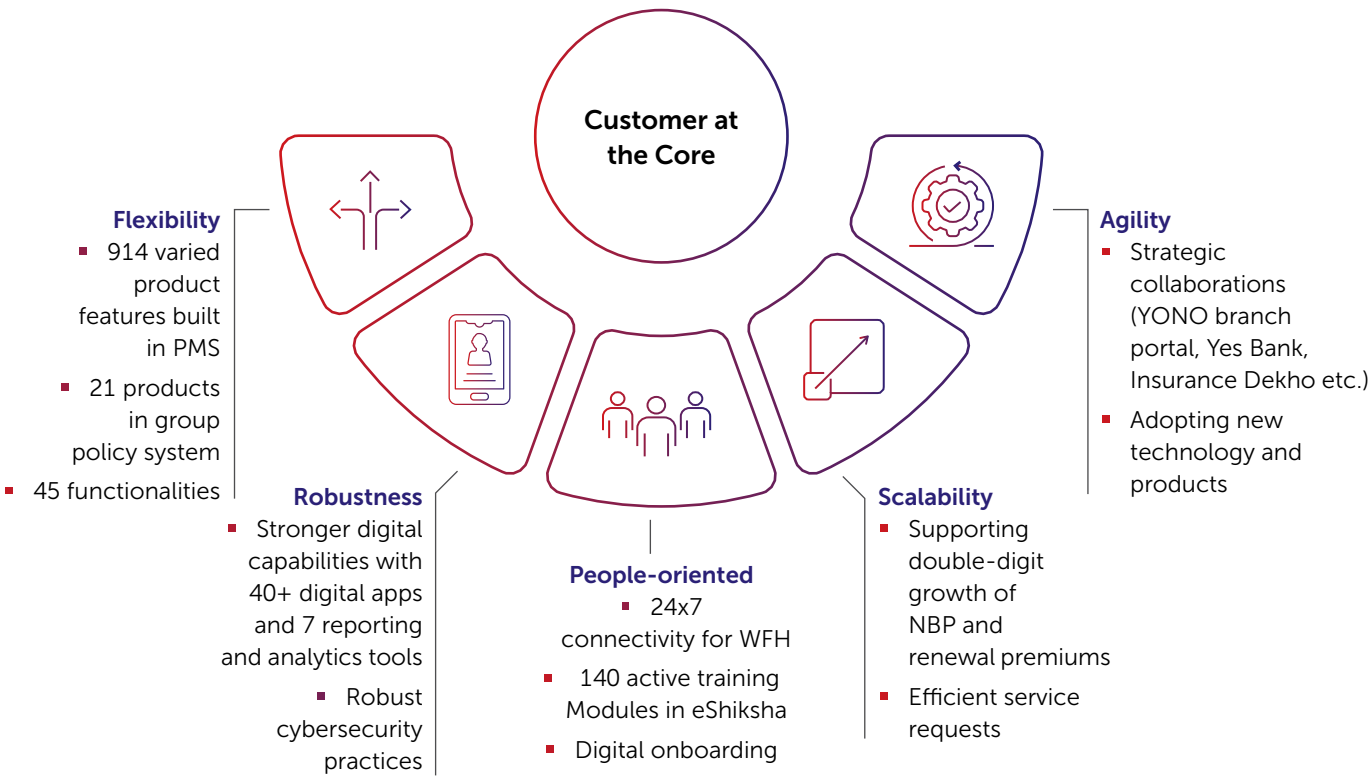 Customer at
the Core
Flexibility
914 varied
product
features built
in PMS
21 products
in group
policy system
45 functionalities
Robustness
Stronger digital
capabilities with
40+ digital apps
and 7 reporting
and analytics tools
Robust
cybersecurity
practices
People-oriented
24x7
connectivity for WFH
140 active training
Modules in eShiksha
Digital onboarding
Scalability
Supporting
double-digit
growth of
NBP and
renewal premiums
Efficient service
requests
Agility
Strategic
collaborations
(YONO branch
portal, Yes Bank,
Insurance Dekho etc.)
Adopting new
technology and
products